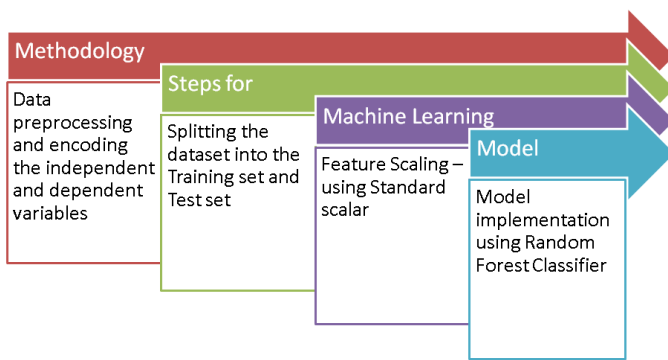 Methodology
Data
preprocessing
and encoding
the independent
and dependent
variables
Steps for
Splitting the
dataset into the
Training set and
Test set
Machine Learning
Feature Scaling –
using Standard
scalar
Model
Model
implementation
using Random
Forest Classifier